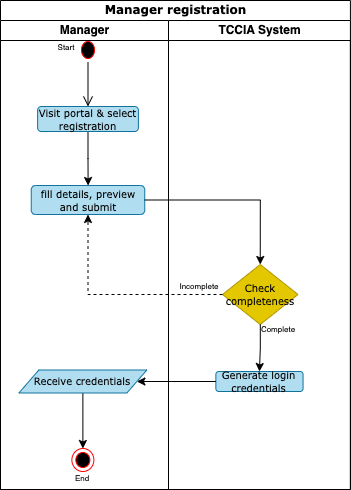 Manager registration
Manager
TCCIA System
Start
Visit portal & select
registration
fill details, preview
and submit
Check
completeness
Incomplete
Complete
Generate login
credentials
Receive credentials
End